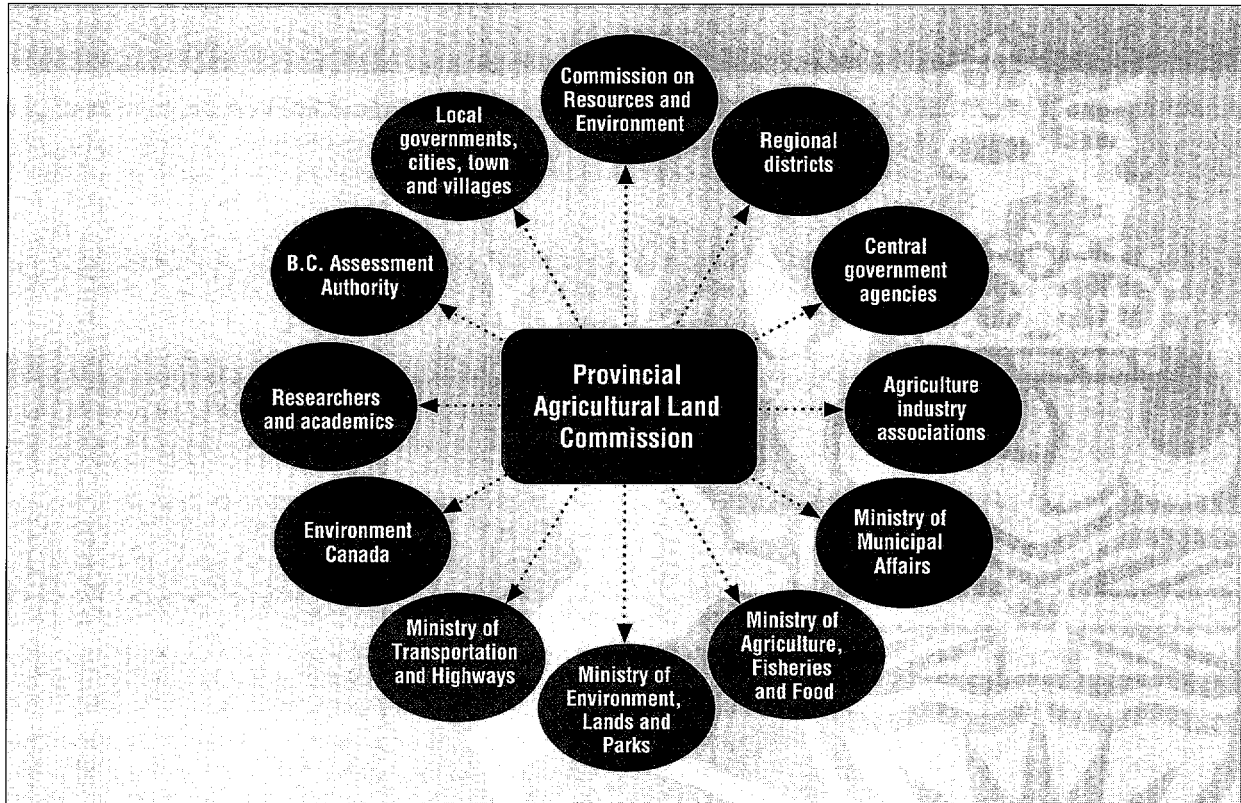 Commission on
Resources and
Environment
Regional
districts
Central
government
agencies
Agriculture
industry
associations
Ministry of
Municipal
Affairs
Ministry of
Agriculture,
Fisheries
and Food
Ministry of
Environment,
Lands and
Parks
Ministry of
Transportation
and Highways
Environment
Canada
Researchers
and academics
B.C. Assessment
Authority
Local
governments,
cities, town
and villages
Provincial
Agricultural Land
Commission